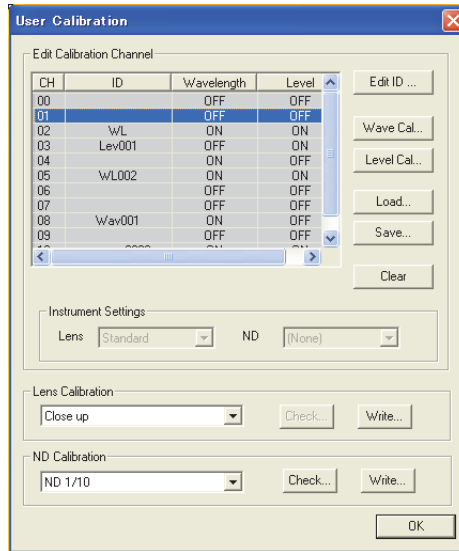 User Calibration
Edit Calibration Channel
CH ID Wavelength Level
00 OFF OFF
01 OFF OFF
02 WL ON ON
03 Lev001 OFF ON
04 ON OFF
05 WL002 ON ON
06 OFF OFF
07 OFF OFF
08 Wav001 ON OFF
09 OFF OFF
Edit ID ...
Wave Cal...
Level Cal...
Load...
Save...
Clear
Instrument Settings
Lens Standard ND (None)
Lens Calibration
Close up Check... Write...
ND Calibration
ND 1/10 Check... Write...
OK